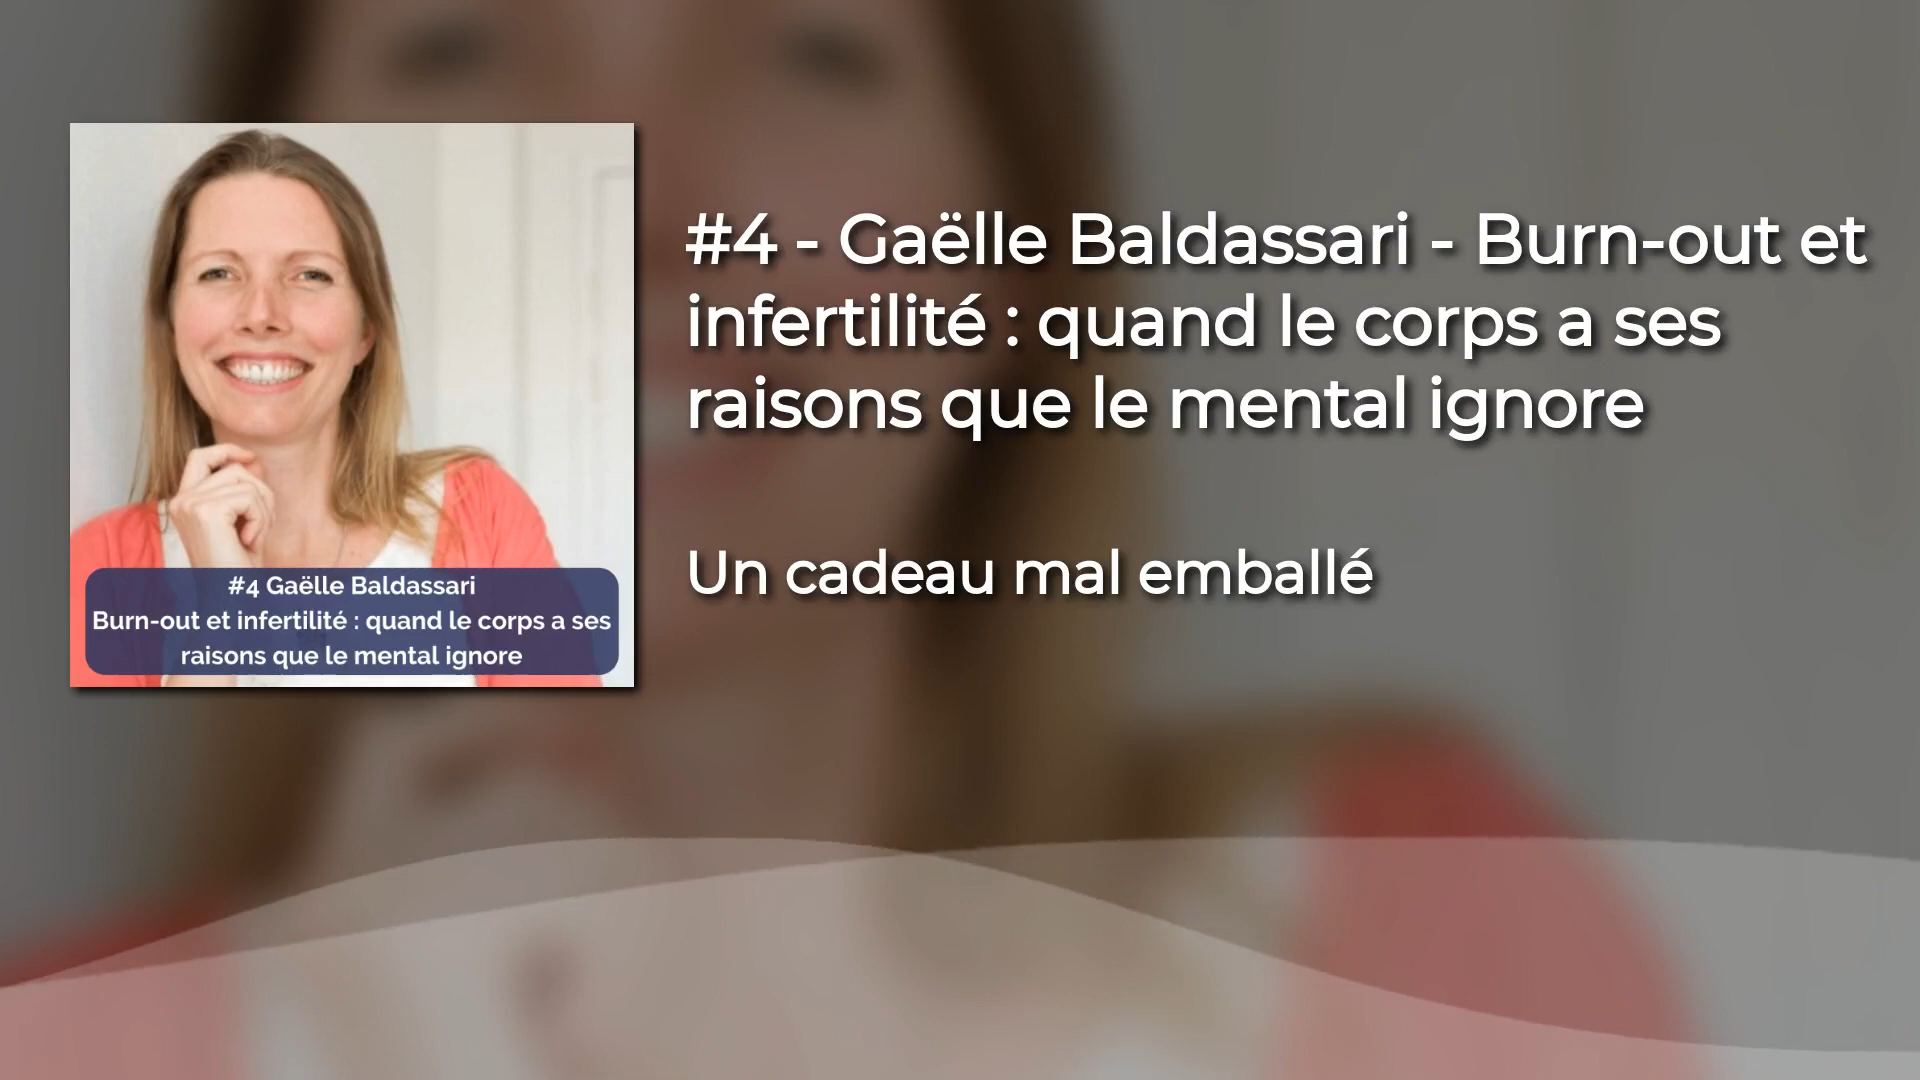 #4 - Gaëlle Baldassari - Burn-out et
infertilité : quand le corps a ses
raisons que le mental ignore
Un cadeau mal emballé
#4 Gaëlle Baldassari
Burn-out et infertilité : quand le corps a ses
raisons que le mental ignore